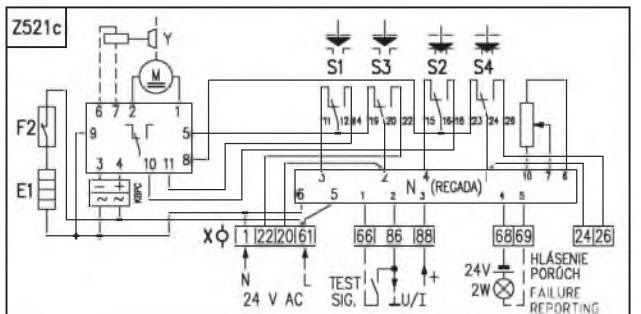 Z521c
Y
S1 S3 S2 S4
6 7 2 1
M
F2
9 5
11 12 14 19 20 22 15 16 18 23 24 26
8
3 4 10 11
3 2 4 1 10 7 8
E1
− +
~ ~
KBPC
N (REGADA)
6 5 1 2 3 4 5
X 1 22 20 61 66 86 88 68 69 24 26
N L
24 V AC
TEST
SIG.
⊥U/I
+
24V
2W
HLÁSENIE
PORÚCH
FAILURE
REPORTING